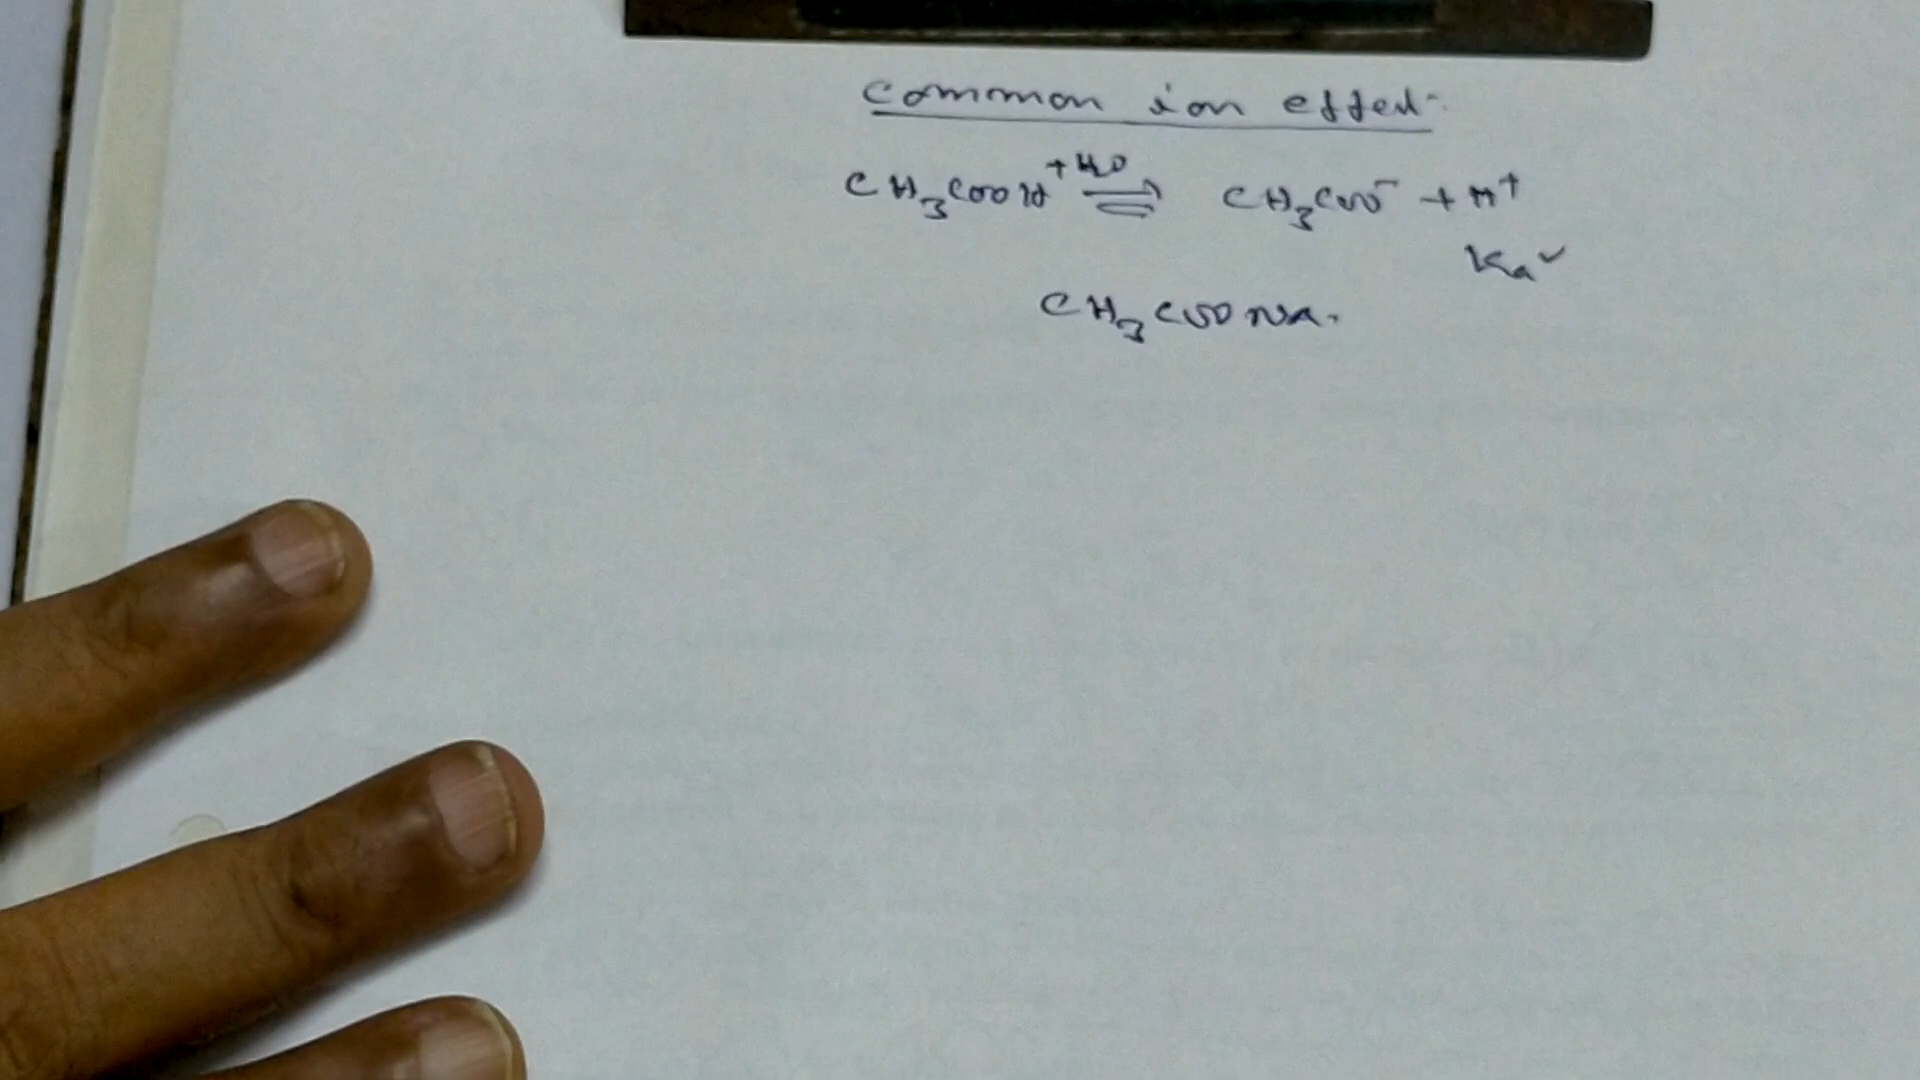 Common ion effect:
CH₃COOH +H₂O ⇌ CH₃COO⁻ + H⁺
Ka ✓
CH₃COONa.